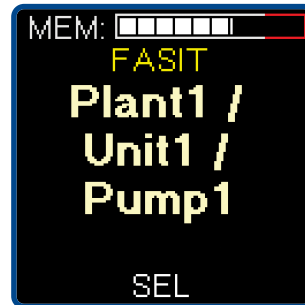 MEM:
FASIT
Plant1 /
Unit1 /
Pump1
SEL